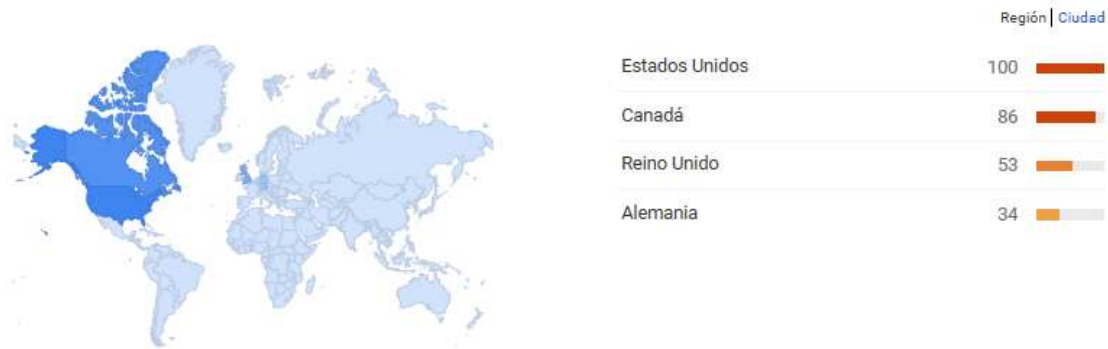 Región | Ciudad
Estados Unidos 100
Canadá 86
Reino Unido 53
Alemania 34